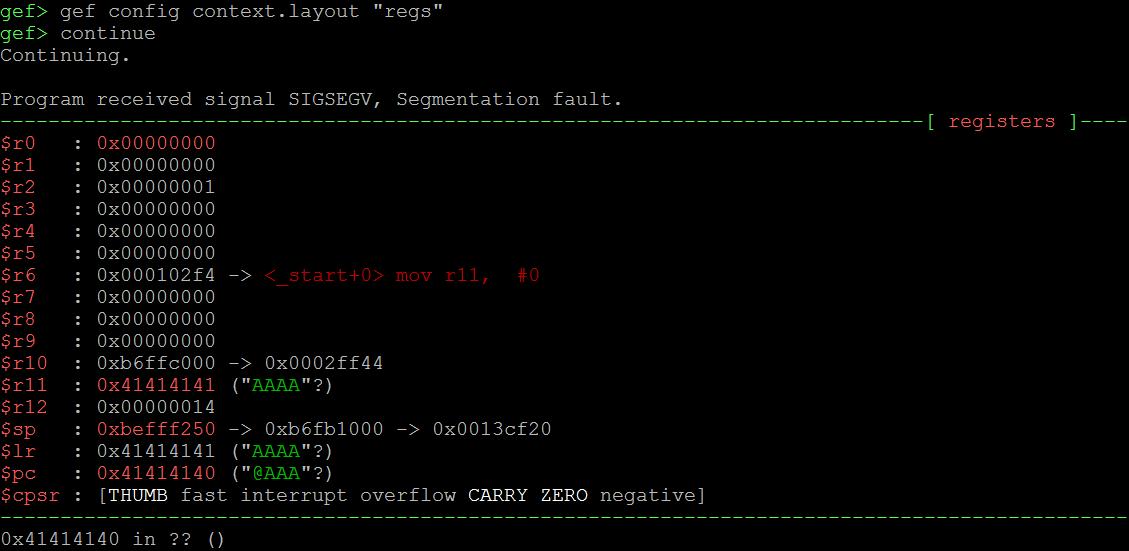 gef> gef config context.layout "regs"
gef> continue
Continuing.
Program received signal SIGSEGV, Segmentation fault.
-----------------------------------------------------------------------------[ registers ]----
$r0   : 0x00000000
$r1   : 0x00000000
$r2   : 0x00000001
$r3   : 0x00000000
$r4   : 0x00000000
$r5   : 0x00000000
$r6   : 0x000102f4 -> <_start+0> mov r11,  #0
$r7   : 0x00000000
$r8   : 0x00000000
$r9   : 0x00000000
$r10  : 0xb6ffc000 -> 0x0002ff44
$r11  : 0x41414141 ("AAAA"?)
$r12  : 0x00000014
$sp   : 0xbefff250 -> 0xb6fb1000 -> 0x0013cf20
$lr   : 0x41414141 ("AAAA"?)
$pc   : 0x41414140 ("@AAA"?)
$cpsr : [THUMB fast interrupt overflow CARRY ZERO negative]
----------------------------------------------------------------------------------------------
0x41414140 in ?? ()